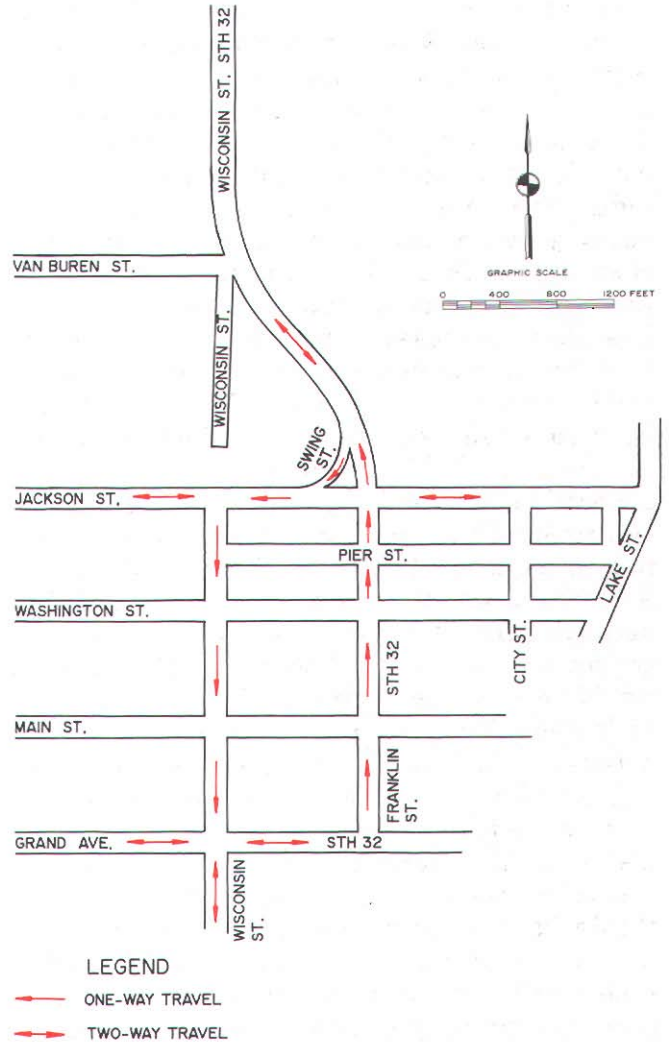 WISCONSIN ST. STH 32
VAN BUREN ST.
GRAPHIC SCALE
0 400 800 1200 FEET
WISCONSIN ST.
SWING
ST.
JACKSON ST.
PIER ST.
LAKE ST.
WASHINGTON ST.
CITY ST.
STH 32
MAIN ST.
FRANKLIN
ST.
GRAND AVE.
STH 32
WISCONSIN
ST.
LEGEND
ONE-WAY TRAVEL
TWO-WAY TRAVEL